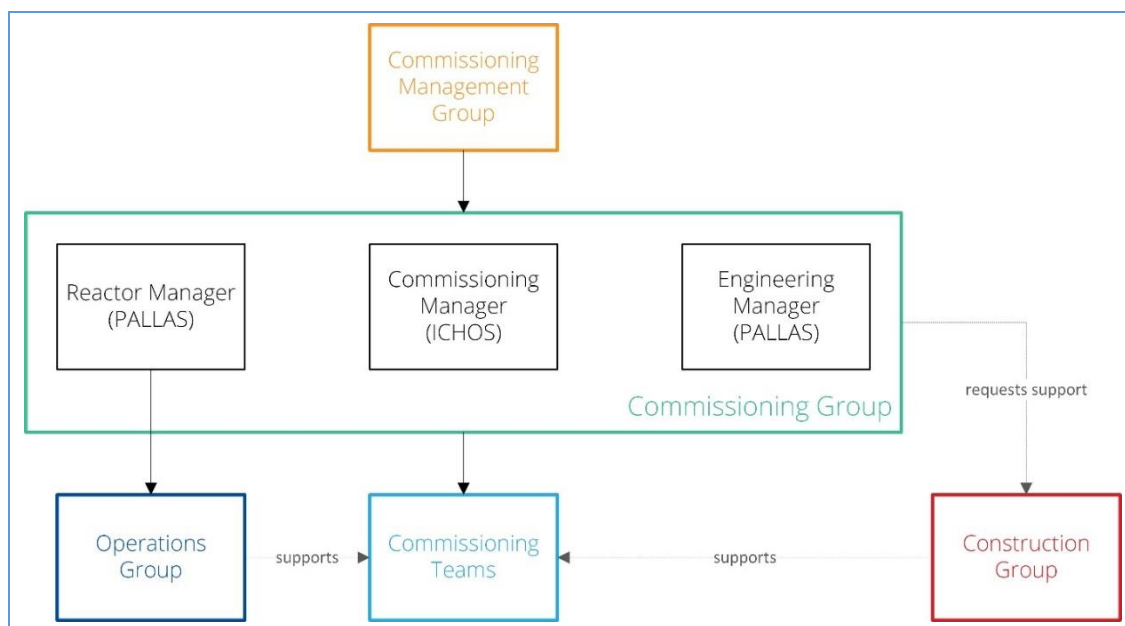 Commissioning
Management
Group
Reactor Manager
(PALLAS)
Commissioning
Manager
(ICHOS)
Engineering
Manager
(PALLAS)
requests support
Commissioning Group
Operations
Group
supports
Commissioning
Teams
supports
Construction
Group